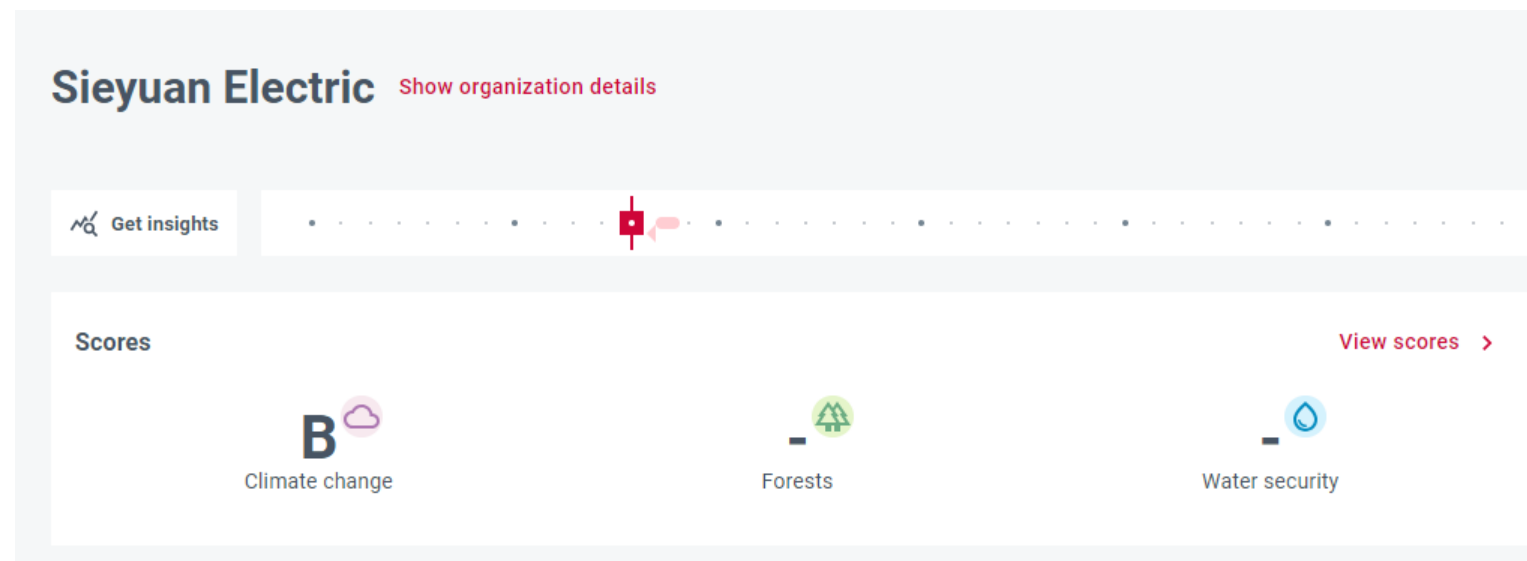 Sieyuan Electric Show organization details
Get insights
Scores View scores
B - -
Climate change Forests Water security